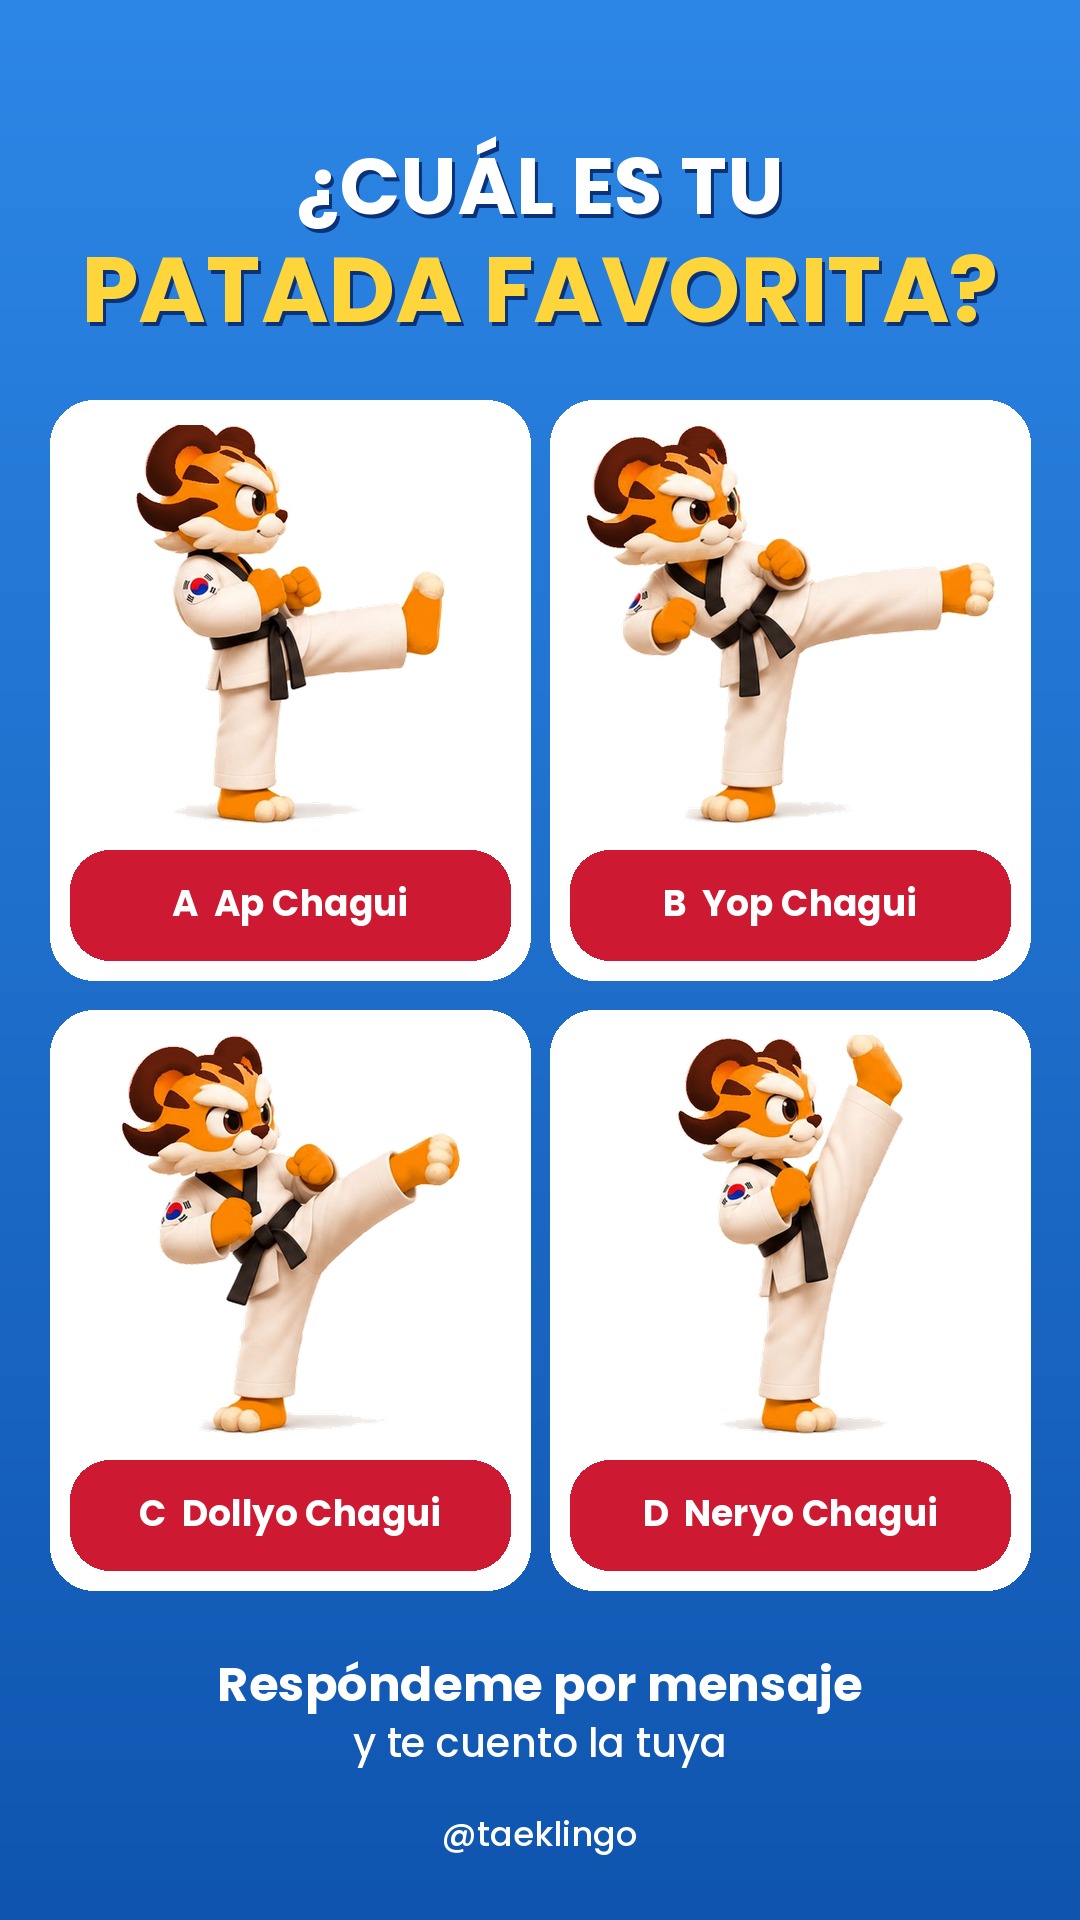 ¿CUÁL ES TU
PATADA FAVORITA?
A Ap Chagui
B Yop Chagui
C Dollyo Chagui
D Neryo Chagui
Respóndeme por mensaje
y te cuento la tuya
@taeklingo